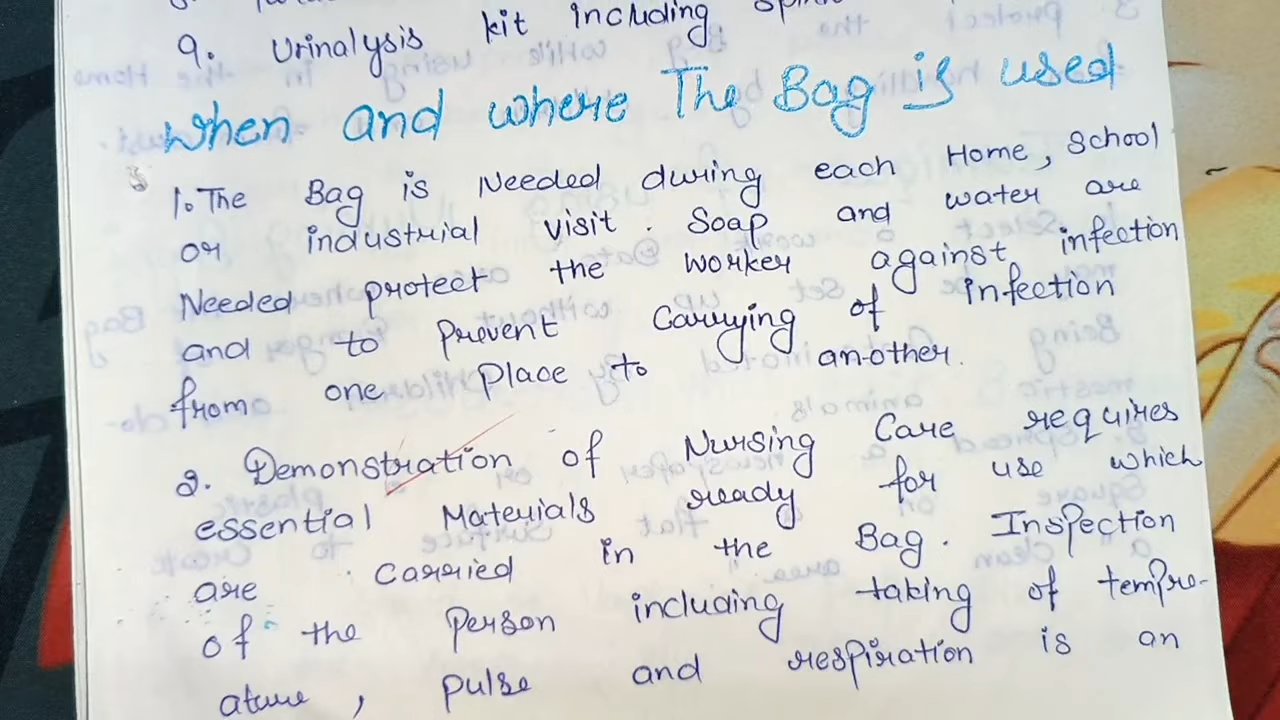 9. Urinalysis kit including
when and where The Bag is used
1. The Bag is Needed during each Home, School
or industrial visit. Soap and water are
Needed protect the worker against infection
and to prevent carrying of infection
from one place to another.
2. Demonstration of Nursing Care requires
essential Materials ready for use which
are carried in the Bag. Inspection
of the person including taking of tempre-
ature, pulse and respiration is an